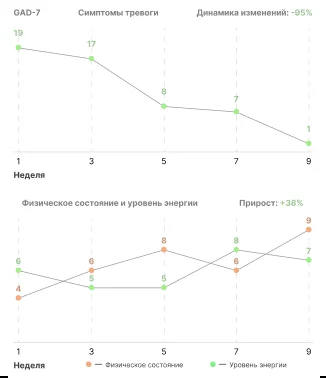 GAD-7 Симптомы тревоги Динамика изменений: -95%
19
17
8
7
1
1 3 5 7 9
Неделя
Физическое состояние и уровень энергии Прирост: +38%
9
8 8
6 6 7
5 5 6
4
1 3 5 7 9
Неделя Физическое состояние Уровень энергии